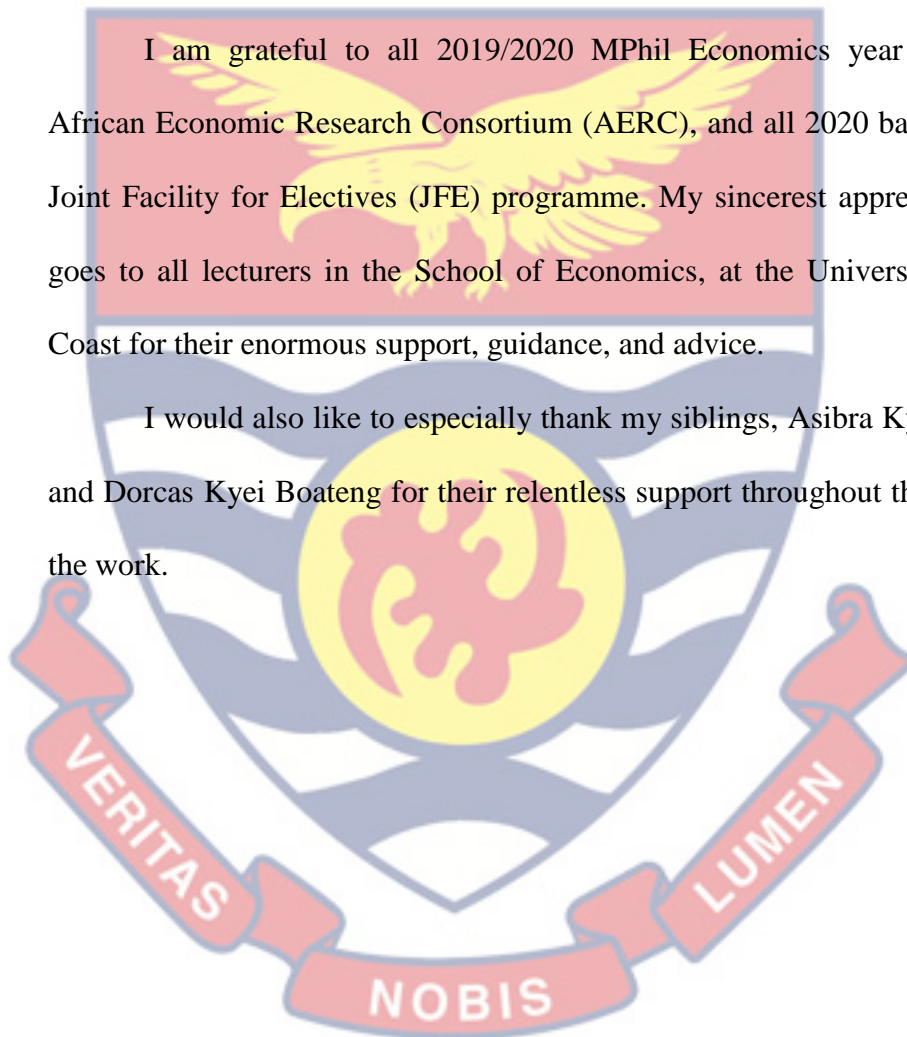 I am grateful to all 2019/2020 MPhil Economics year
African Economic Research Consortium (AERC), and all 2020 ba
Joint Facility for Electives (JFE) programme. My sincerest appre
goes to all lecturers in the School of Economics, at the Univers
Coast for their enormous support, guidance, and advice.
I would also like to especially thank my siblings, Asibra Ky
and Dorcas Kyei Boateng for their relentless support throughout th
the work.
VERITAS
NOBIS
LUMEN